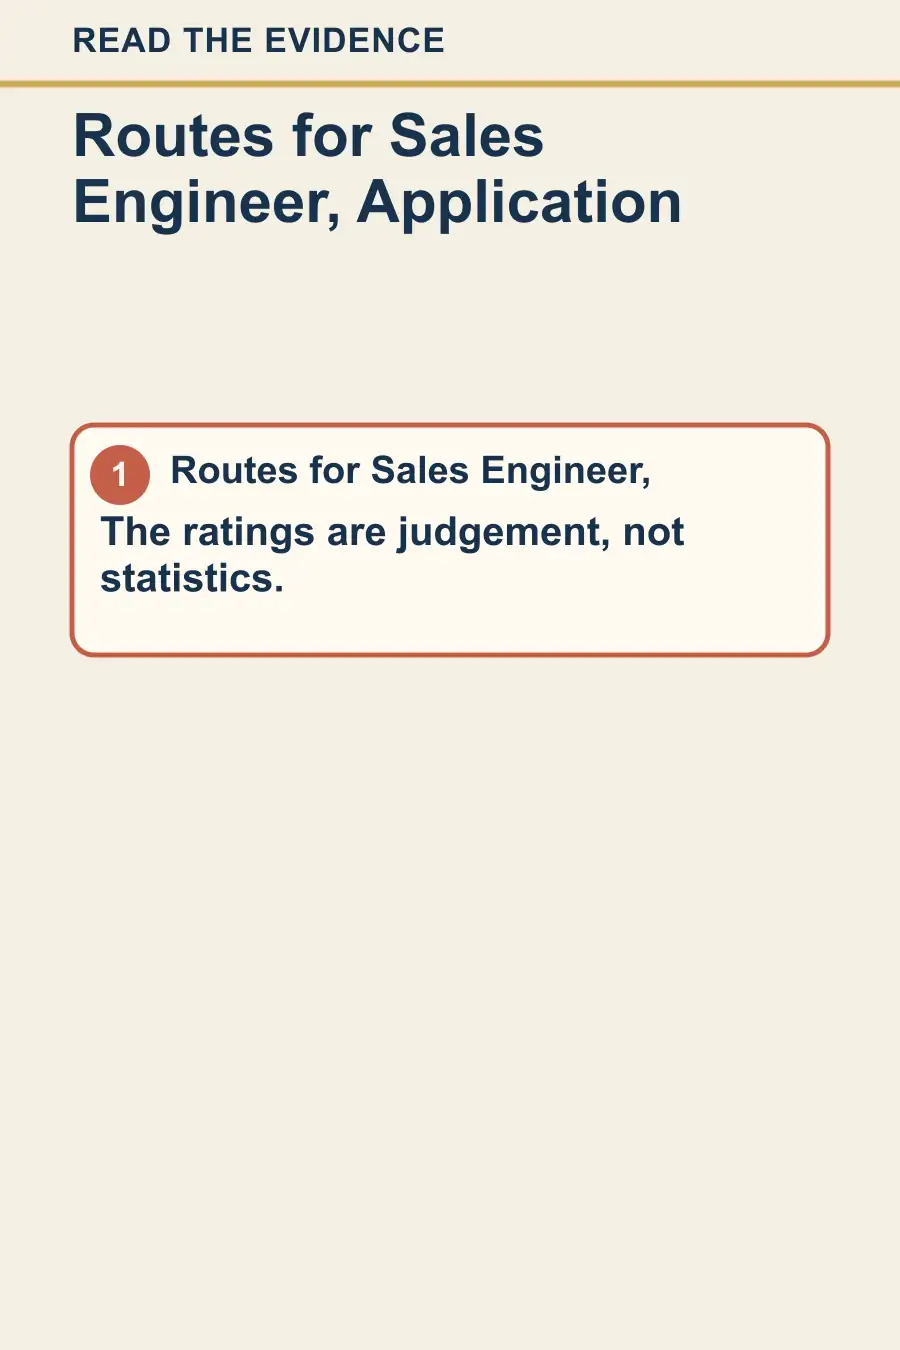 READ THE EVIDENCE
Routes for Sales
Engineer, Application
1 Routes for Sales Engineer,
The ratings are judgement, not
statistics.